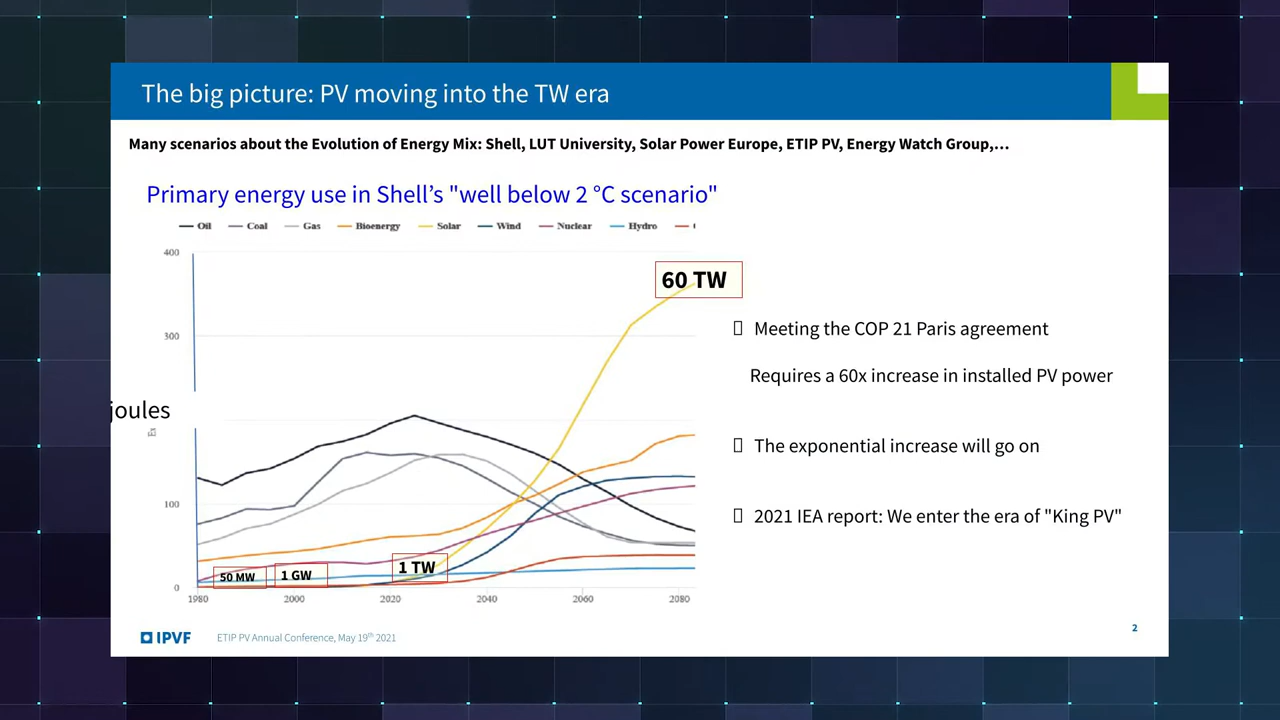 The big picture: PV moving into the TW era
Many scenarios about the Evolution of Energy Mix: Shell, LUT University, Solar Power Europe, ETIP PV, Energy Watch Group,...
Primary energy use in Shell's "well below 2 °C scenario"
Oil Coal Gas Bioenergy Solar Wind Nuclear Hydro
400
60 TW
300
Meeting the COP 21 Paris agreement
Requires a 60x increase in installed PV power
joules
Ex
The exponential increase will go on
100
2021 IEA report: We enter the era of "King PV"
50 MW
1 GW
1 TW
0
1980 2000 2020 2040 2060 2080
IPVF
ETIP PV Annual Conference, May 19th 2021
2